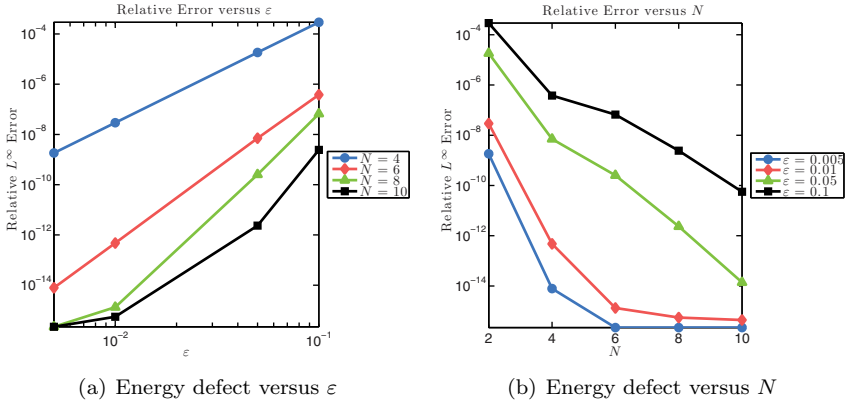 Relative Error versus ε
Relative L^∞ Error
10^−4
10^−6
10^−8
10^−10
10^−12
10^−14
10^−2
10^−1
ε
N = 4
N = 6
N = 8
N = 10
(a) Energy defect versus ε
Relative Error versus N
Relative L^∞ Error
10^−4
10^−6
10^−8
10^−10
10^−12
10^−14
2 4 6 8 10
N
ε = 0.005
ε = 0.01
ε = 0.05
ε = 0.1
(b) Energy defect versus N